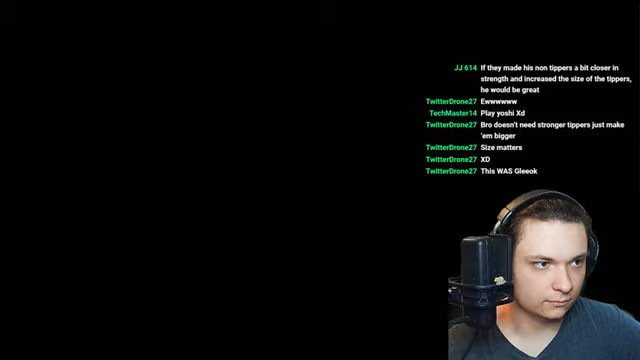 JJ 614 If they made his non tippers a bit closer in
strength and increased the size of the tippers,
he would be great
TwitterDrone27 Ewwwwww
TechMaster14 Play yoshi Xd
TwitterDrone27 Bro doesn't need stronger tippers just make
'em bigger
TwitterDrone27 Size matters
TwitterDrone27 XD
TwitterDrone27 This WAS Gleeok